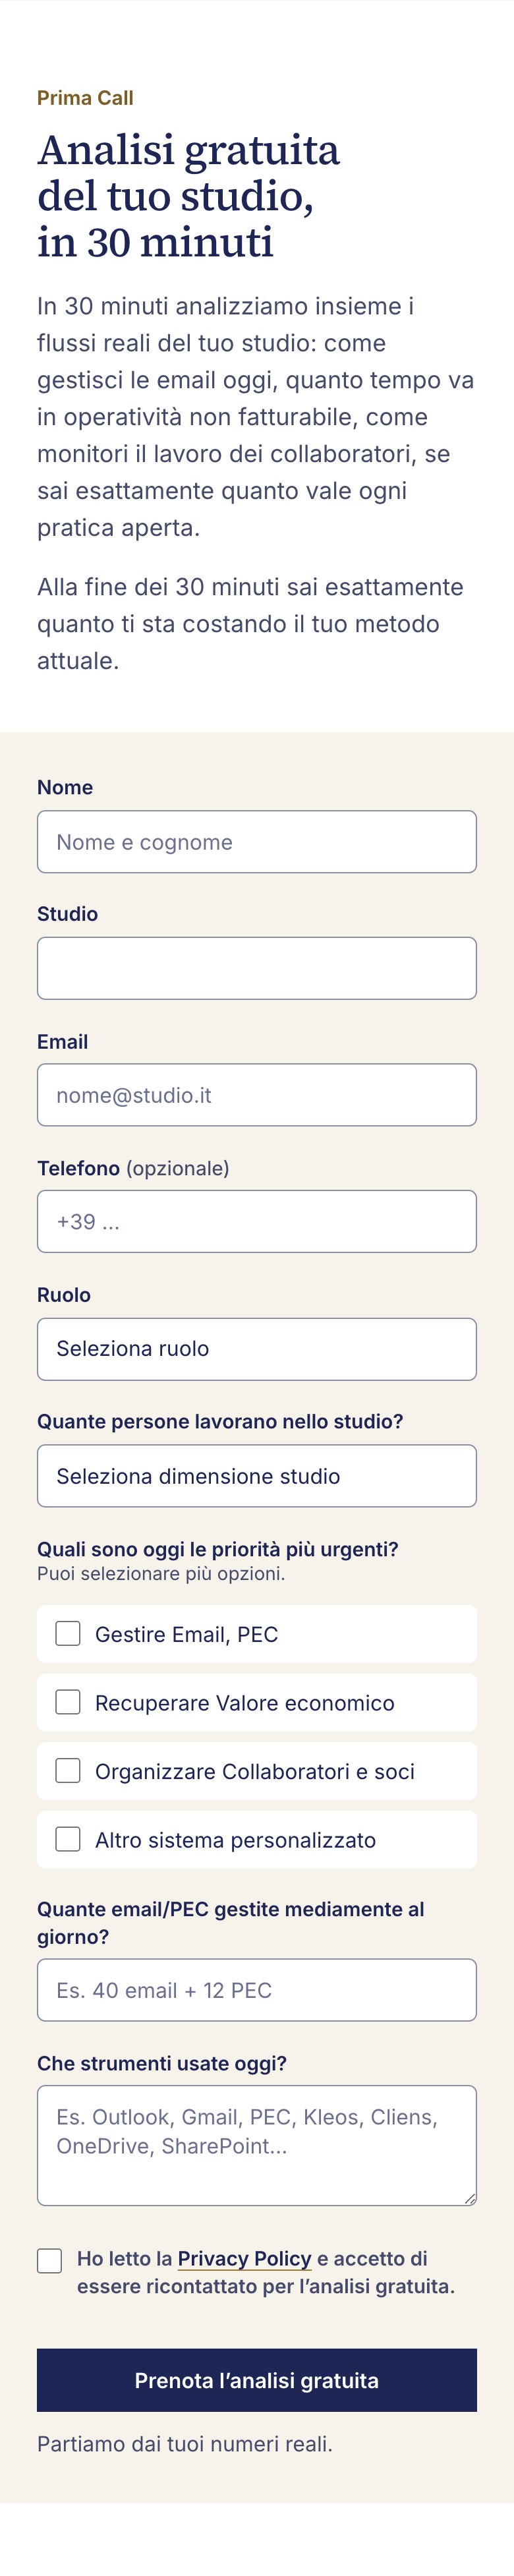 Prima Call
Analisi gratuita
del tuo studio,
in 30 minuti
In 30 minuti analizziamo insieme i
flussi reali del tuo studio: come
gestisci le email oggi, quanto tempo va
in operatività non fatturabile, come
monitori il lavoro dei collaboratori, se
sai esattamente quanto vale ogni
pratica aperta.
Alla fine dei 30 minuti sai esattamente
quanto ti sta costando il tuo metodo
attuale.
Nome
Nome e cognome
Studio
Email
nome@studio.it
Telefono (opzionale)
+39 ...
Ruolo
Seleziona ruolo
Quante persone lavorano nello studio?
Seleziona dimensione studio
Quali sono oggi le priorità più urgenti?
Puoi selezionare più opzioni.
Gestire Email, PEC
Recuperare Valore economico
Organizzare Collaboratori e soci
Altro sistema personalizzato
Quante email/PEC gestite mediamente al
giorno?
Es. 40 email + 12 PEC
Che strumenti usate oggi?
Es. Outlook, Gmail, PEC, Kleos, Cliens,
OneDrive, SharePoint...
Ho letto la Privacy Policy e accetto di
essere ricontattato per l’analisi gratuita.
Prenota l’analisi gratuita
Partiamo dai tuoi numeri reali.